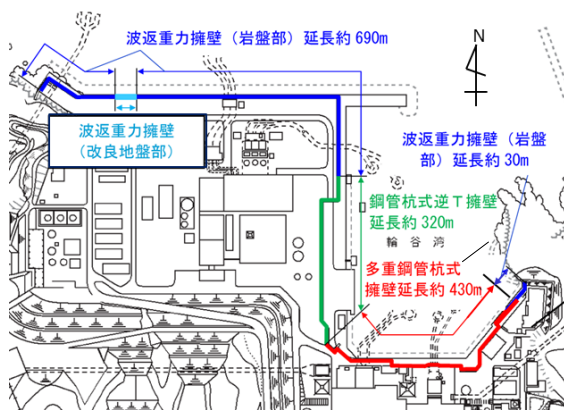 波返重力擁壁（岩盤部）延長約 690m
N
波返重力擁壁
（改良地盤部）
波返重力擁壁（岩盤
部）延長約 30m
鋼管杭式逆Ｔ擁壁
延長約 320m
輪谷湾
多重鋼管杭式
擁壁延長約 430m